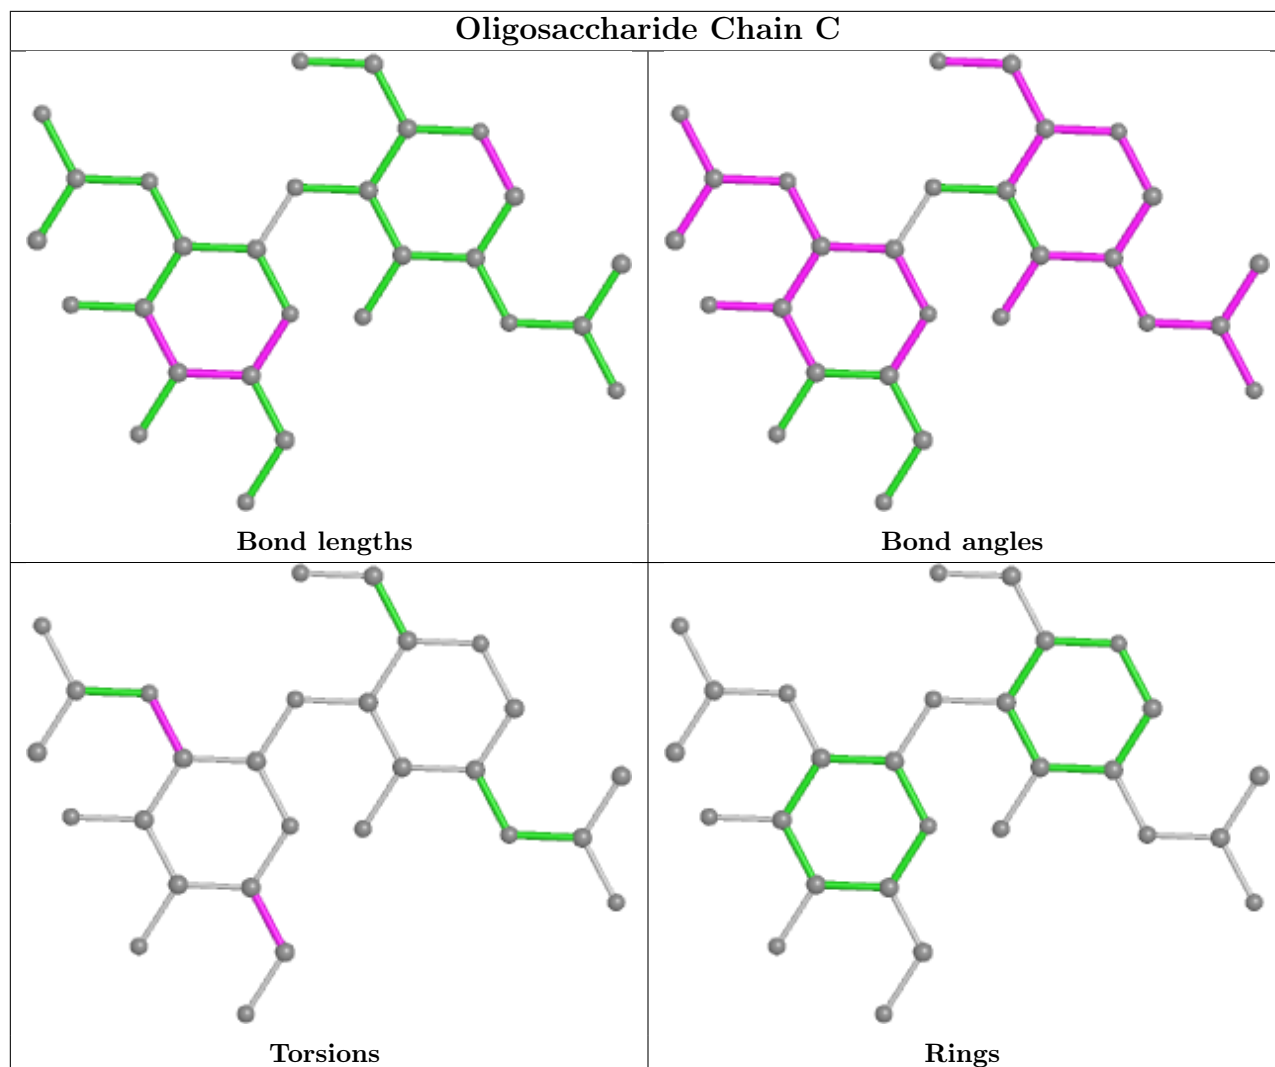 Oligosaccharide Chain C
Bond lengths
Bond angles
Torsions
Rings